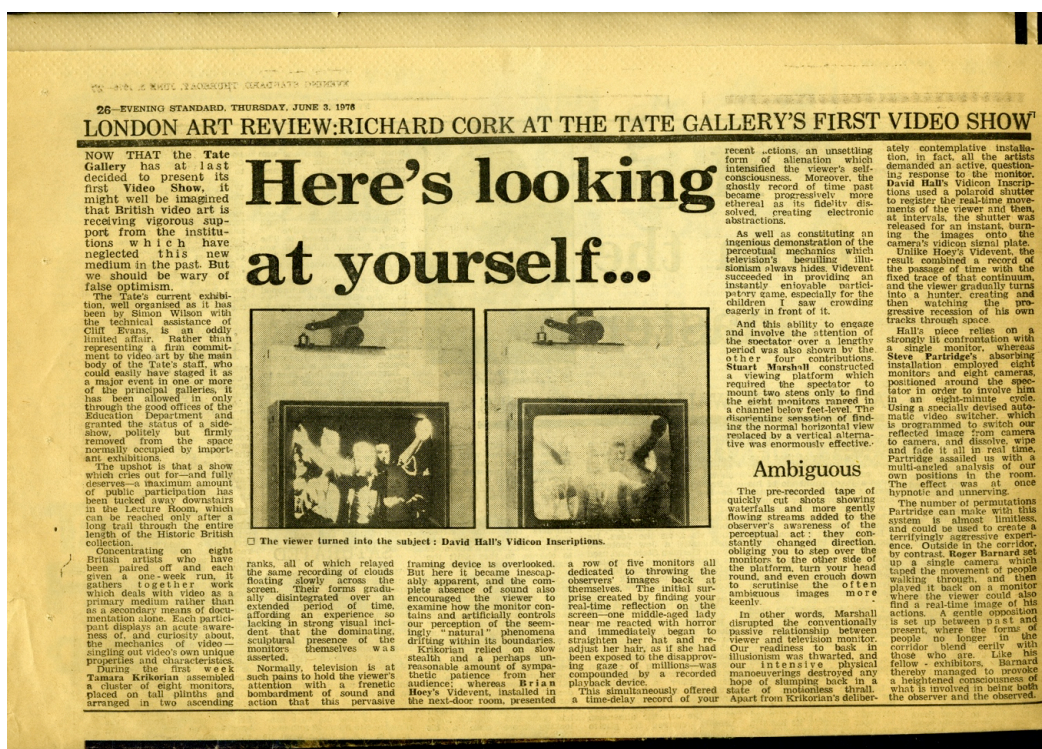 26—EVENING STANDARD, THURSDAY, JUNE 3, 1976
LONDON ART REVIEW:RICHARD CORK AT THE TATE GALLERY'S FIRST VIDEO SHOW
Here's looking
at yourself...
NOW THAT the Tate
Gallery has at last
decided to present its
first Video Show, it
might well be imagined
that British video art is
receiving vigorous sup-
port from the institu-
tions which have
neglected this new
medium in the past. But
we should be wary of
false optimism.
The Tate's current exhibi-
tion, well organised as it has
been by Simon Wilson with
the technical assistance of
Cliff Evans, is an oddly
limited affair. Rather than
representing a firm commit-
ment to video art by the main
body of the Tate's staff, who
could easily have staged it as
a major event in one or more
of the principal galleries, it
has been allowed in only
through the good offices of the
Education Department and
granted the status of a side-
show, politely but firmly
removed from the space
normally occupied by import-
ant exhibitions.
The upshot is that a show
which cries out for—and fully
deserves—a maximum amount
of public participation has
been tucked away downstairs
in the Lecture Room, which
can be reached only after a
long trail through the entire
length of the Historic British
collection.
Concentrating on eight
British artists who have
been paired off and each
given a one-week run, it
gathers together work
which deals with video as a
primary medium rather than
as a secondary means of docu-
mentation alone. Each partici-
pant displays an acute aware-
ness of, and curiosity about,
the medium of video—
singling out video's own unique
properties and characteristics.
During the first week
Tamara Krikorian assembled
a cluster of eight monitors,
placed on tall plinths and
arranged in two ascending
□ The viewer turned into the subject : David Hall's Vidicon Inscriptions.
ranks, all of which relayed
the same recording of clouds
floating slowly across the
screen. Their forms gradu-
ally disintegrated over an
extended period of time,
affording an experience so
lacking in strong visual inci-
dent that the dominating,
sculptural presence of the
monitors themselves was
asserted.
Normally, television is at
such pains to hold the viewer's
attention with a frenetic
bombardment of sound and
action that this pervasive
framing device is overlooked.
But here it became inescap-
ably apparent, and the com-
plete absence of sound also
encouraged the viewer to
examine how the monitor con-
tains and artificially controls
our perception of the seem-
ingly "natural" phenomena
drifting within its boundaries.
Krikorian relied on slow
stealth and a perhaps un-
reasonable amount of sympa-
thetic patience from her
audience; whereas Brian
Hoey's Videvent, installed in
the next-door room, presented
a row of five monitors all
dedicated to throwing the
observers' images back at
themselves. The initial sur-
prise created by finding your
real-time reflection on the
screen—one middle-aged lady
near me reacted with horror
and immediately began to
straighten her hat and re-
adjust her hair, as if she had
been exposed to the disapprov-
ing gaze of millions—was
compounded by a recorded
playback device.
This simultaneously offered
a time-delay record of your
recent actions, an unsettling
form of alienation which
intensified the viewer's self-
consciousness. Moreover, the
ghostly record of time past
became progressively more
ethereal as its fidelity dis-
solved, creating electronic
abstractions.
As well as constituting an
ingenious demonstration of the
perceptual mechanics which
television's beguiling illu-
sionism always hides, Videvent
succeeded in providing an
instantly enjoyable partici-
patory game, especially for the
children I saw crowding
eagerly in front of it.
And this ability to engage
and involve the attention of
the spectator over a lengthy
period was also shown by the
other four contributions.
Stuart Marshall constructed
a viewing platform which
required the spectator to
mount two steps only to find
the eight monitors ranged in
a channel below feet-level. The
disorienting sensation of find-
ing the normal horizontal view
replaced by a vertical alterna-
tive was enormously effective.
Ambiguous
The pre-recorded tape of
quickly cut shots showing
waterfalls and more gently
flowing streams added to the
observer's awareness of the
perceptual act : they con-
stantly changed direction,
obliging you to step over the
monitors to the other side of
the platform, turn your head
round, and even crouch down
to scrutinise the often
ambiguous images more
keenly.
In other words, Marshall
disrupted the conventionally
passive relationship between
viewer and television monitor.
Our readiness to bask in
illusionism was thwarted, and
our intensive physical
manoeuverings destroyed any
hope of slumping back in a
state of motionless thrall.
Apart from Krikorian's deliber-
ately contemplative installa-
tion, in fact, all the artists
demanded an active, question-
ing response to the monitor.
David Hall's Vidicon Inscrip-
tions used a polaroid shutter
to register the real-time move-
ments of the viewer and then,
at intervals, the shutter was
released for an instant, burn-
ing the images onto the
camera's vidicon signal plate.
Unlike Hoey's Videvent, the
result combined a record of
the passage of time with the
fixed trace of that continuum,
and the viewer gradually turns
into a hunter, creating and
then watching the pro-
gressive recession of his own
tracks through space.
Hall's piece relies on a
strongly lit confrontation with
a single monitor, whereas
Steve Partridge's absorbing
installation employed eight
monitors and eight cameras,
positioned around the spec-
tator in order to involve him
in an eight-minute cycle.
Using a specially devised auto-
matic video switcher, which
is programmed to switch our
reflected image from camera
to camera, and dissolve, wipe
and fade it all in real time,
Partridge assailed us with a
multi-angled analysis of our
own positions in the room.
The effect was at once
hypnotic and unnerving.
The number of permutations
Partridge can make with this
system is almost limitless,
and could be used to create a
terrifyingly aggressive experi-
ence. Outside in the corridor,
by contrast, Roger Barnard set
up a single camera which
taped the movement of people
walking through, and then
played it back on a monitor
where the viewer could also
find a real-time image of his
actions. A gentle opposition
is set up between past and
present, where the forms of
people no longer in the
corridor blend eerily with
those who are. Like his
fellow - exhibitors, Barnard
thereby managed to provoke
a heightened consciousness of
what is involved in being both
the observer and the observed.